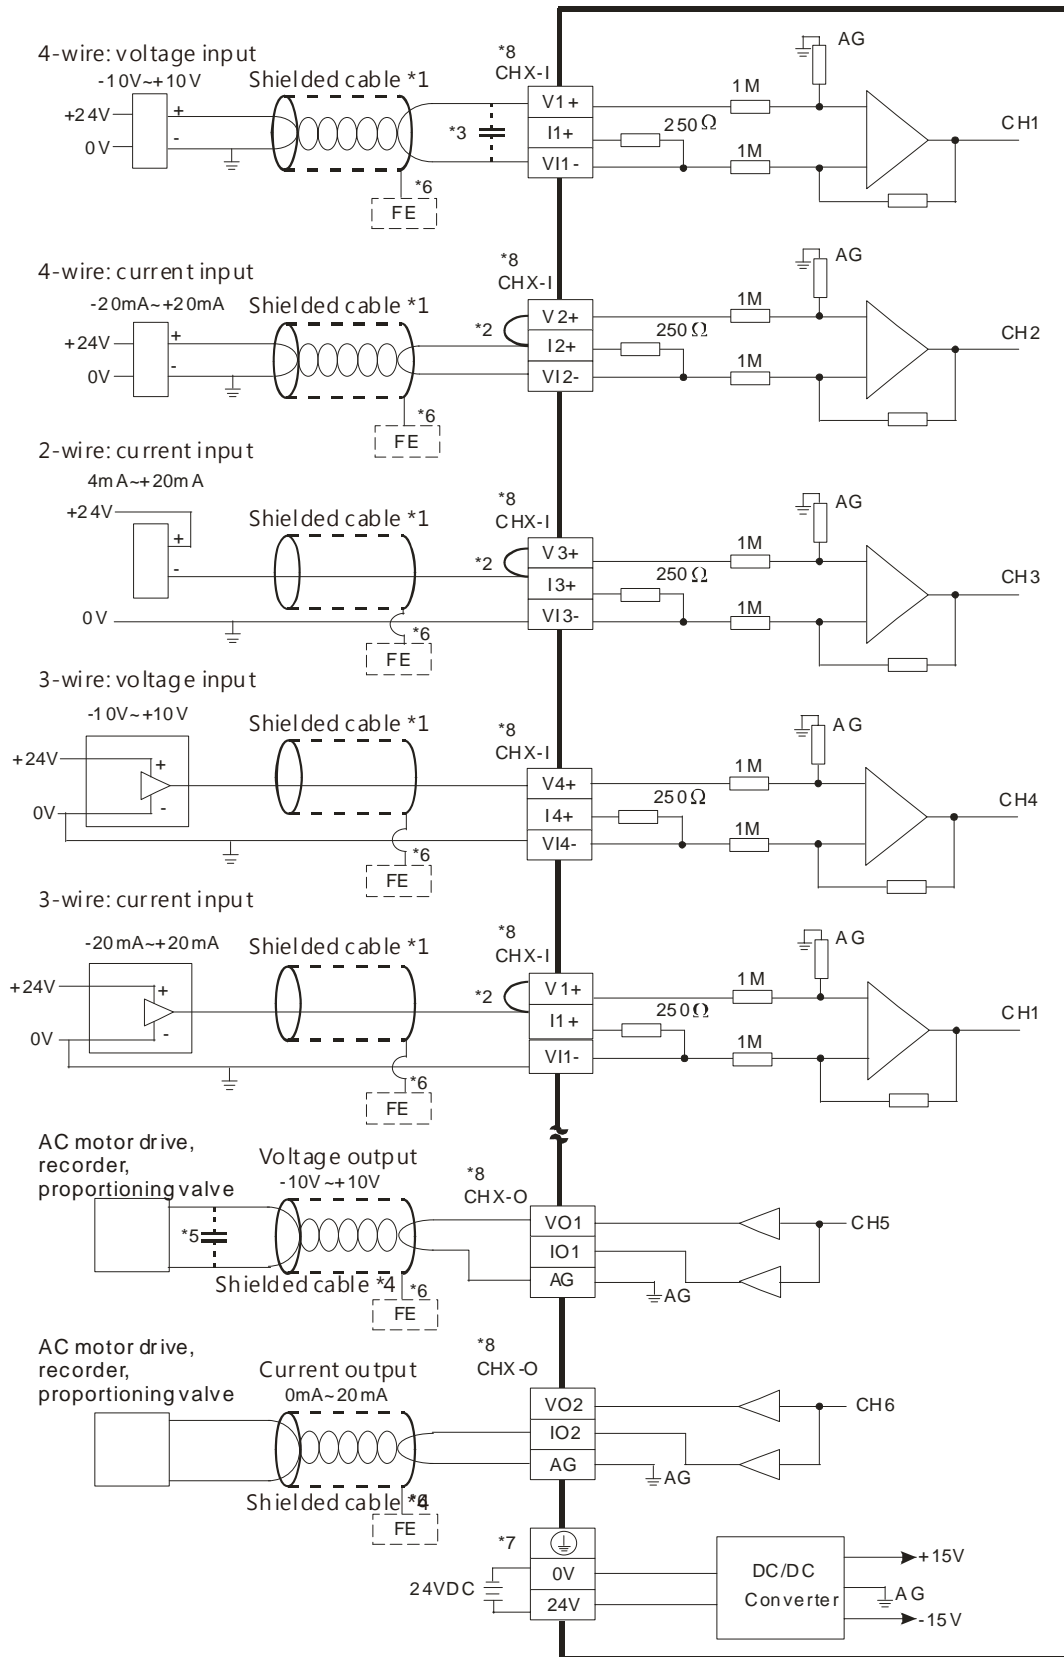 4-wire: voltage input
-10V~+10V
+24V
0V
+
-
Shielded cable *1
*3
*6
FE
*8
CHX-I
V1+
I1+
VI1-
250Ω
1M
1M
AG
CH1
4-wire: current input
-20mA~+20mA
+24V
0V
+
-
Shielded cable *1
*2
*6
FE
*8
CHX-I
V2+
I2+
VI2-
250Ω
1M
1M
AG
CH2
2-wire: current input
4mA~+20mA
+24V
+
-
0V
Shielded cable *1
*2
*6
FE
*8
CHX-I
V3+
I3+
VI3-
250Ω
1M
1M
AG
CH3
3-wire: voltage input
-10V~+10V
+24V
0V
+
-
Shielded cable *1
*6
FE
*8
CHX-I
V4+
I4+
VI4-
250Ω
1M
1M
AG
CH4
3-wire: current input
-20mA~+20mA
+24V
0V
+
-
Shielded cable *1
*2
*6
FE
*8
CHX-I
V1+
I1+
VI1-
250Ω
1M
1M
AG
CH1
AC motor drive,
recorder,
proportioning valve
Voltage output
-10V~+10V
*5
Shielded cable *4
*6
FE
*8
CHX-O
VO1
IO1
AG
AG
CH5
AC motor drive,
recorder,
proportioning valve
Current output
0mA~20mA
Shielded cable *4
*6
FE
*8
CHX-O
VO2
IO2
AG
AG
CH6
*7
24VDC
0V
24V
DC/DC
Converter
+15V
AG
-15V